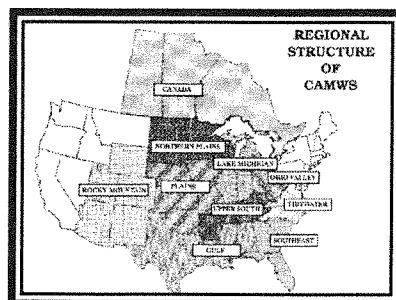 REGIONAL
STRUCTURE
OF
CAMWS
CANADA
NORTHERN PLAINS
LAKE MICHIGAN
OHIO VALLEY
ROCKY MOUNTAIN
PLAINS
UPPER SOUTH
TIDEWATER
SOUTHEAST
GULF